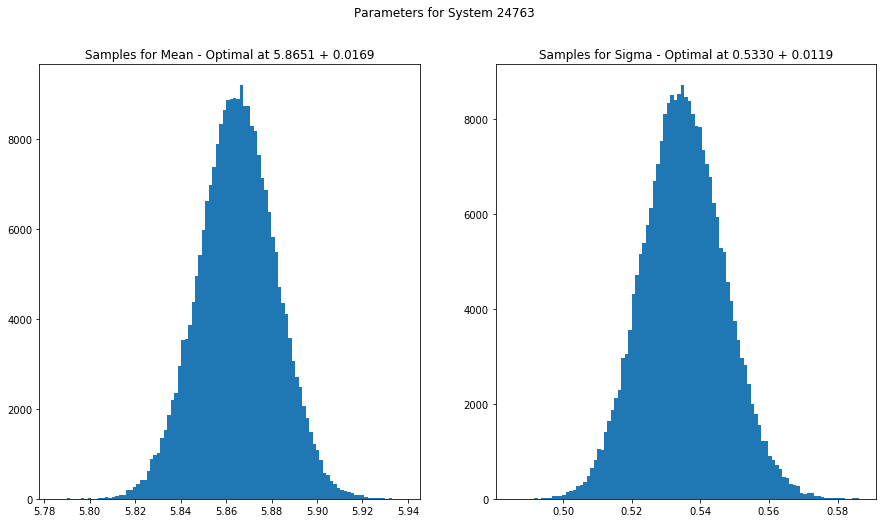 Parameters for System 24763
Samples for Mean - Optimal at 5.8651 + 0.0169
8000
6000
4000
2000
0
5.78 5.80 5.82 5.84 5.86 5.88 5.90 5.92 5.94
Samples for Sigma - Optimal at 0.5330 + 0.0119
8000
6000
4000
2000
0
0.50 0.52 0.54 0.56 0.58